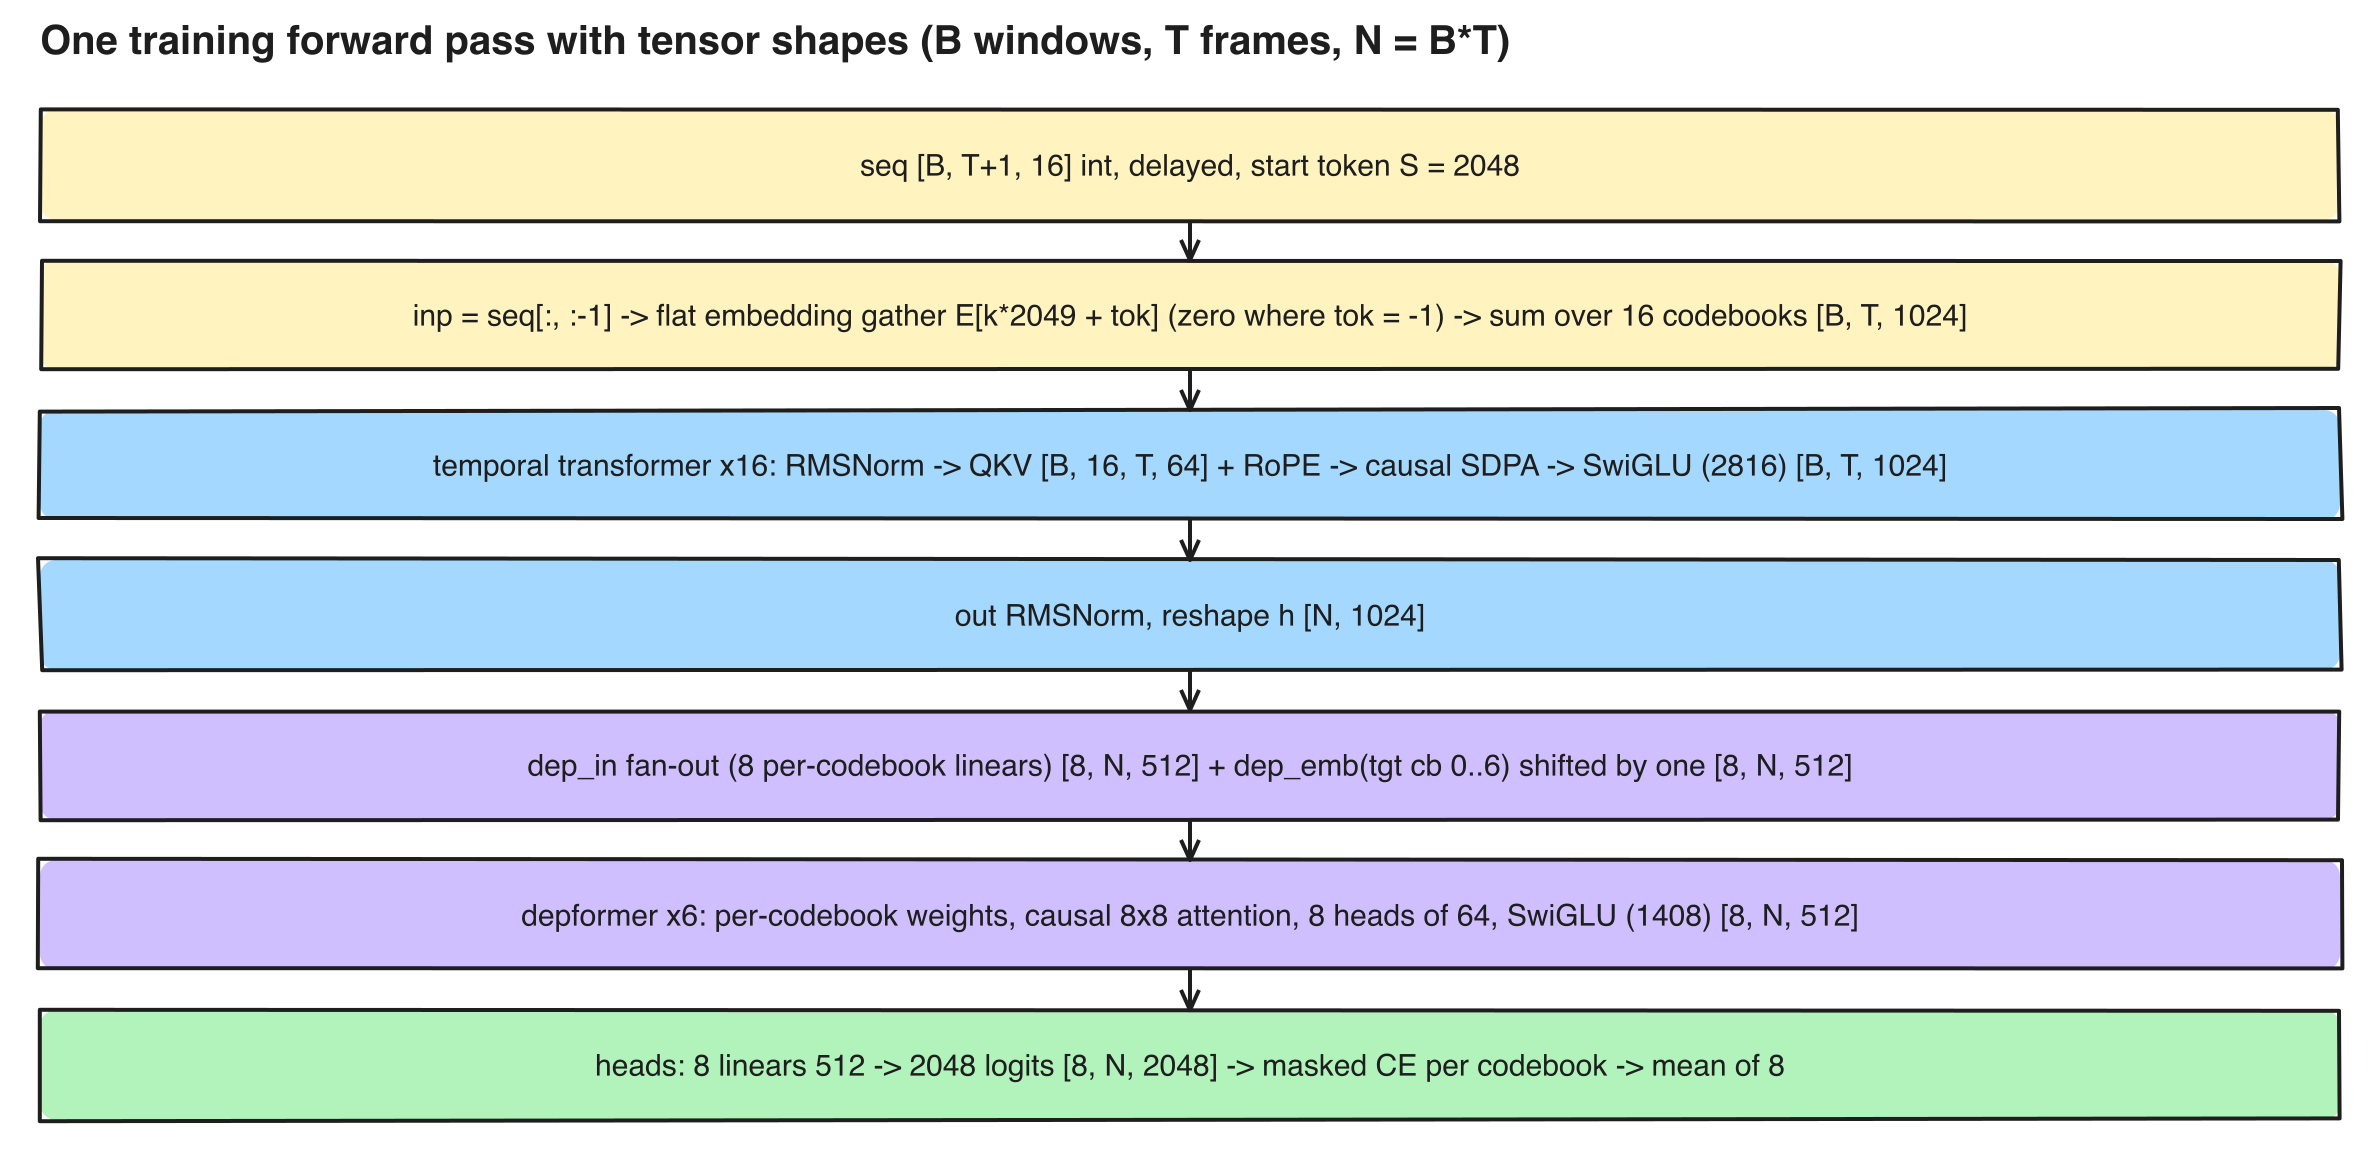 One training forward pass with tensor shapes (B windows, T frames, N = B*T)
seq [B, T+1, 16] int, delayed, start token S = 2048
inp = seq[:, :-1] -> flat embedding gather E[k*2049 + tok] (zero where tok = -1) -> sum over 16 codebooks [B, T, 1024]
temporal transformer x16: RMSNorm -> QKV [B, 16, T, 64] + RoPE -> causal SDPA -> SwiGLU (2816) [B, T, 1024]
out RMSNorm, reshape h [N, 1024]
dep_in fan-out (8 per-codebook linears) [8, N, 512] + dep_emb(tgt cb 0..6) shifted by one [8, N, 512]
depformer x6: per-codebook weights, causal 8x8 attention, 8 heads of 64, SwiGLU (1408) [8, N, 512]
heads: 8 linears 512 -> 2048 logits [8, N, 2048] -> masked CE per codebook -> mean of 8